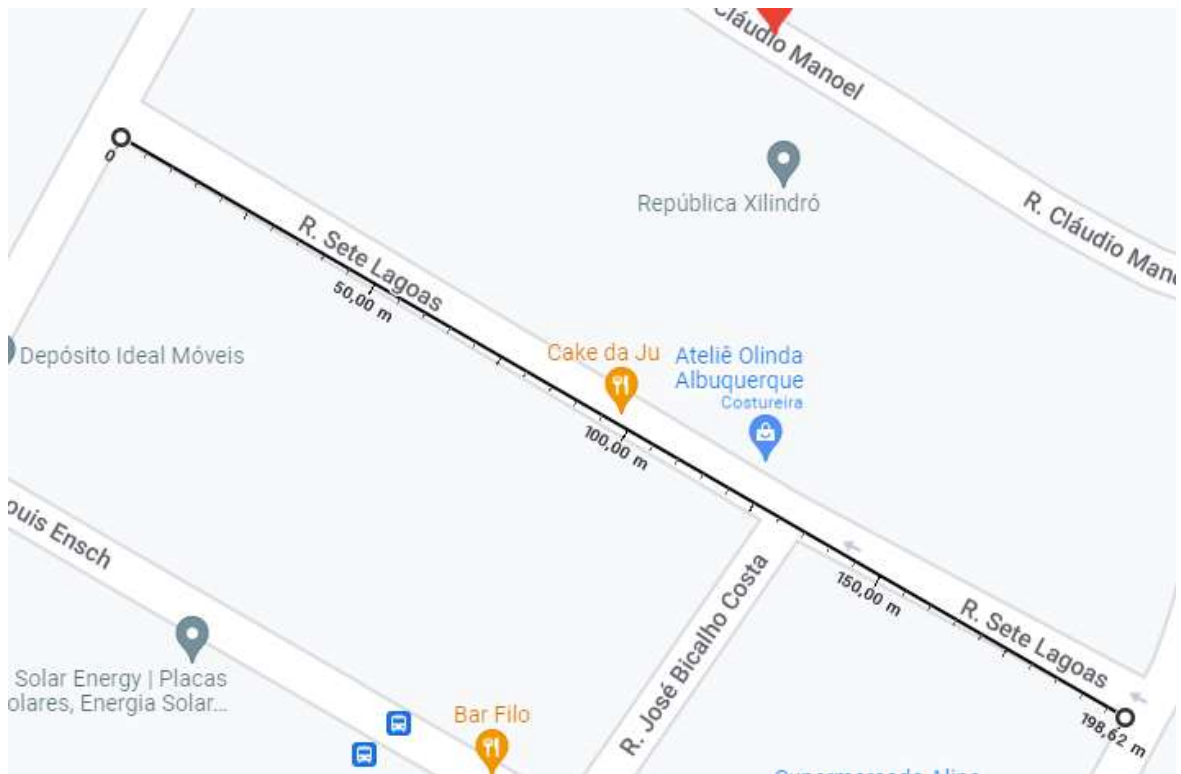 Cláudio Manoel
República Xilindró
R. Cláudio Mano
0
R. Sete Lagoas
50,00 m
Depósito Ideal Móveis
Cake da Ju
Ateliê Olinda
Albuquerque
Costureira
100,00 m
ouis Ensch
R. José Bicalho Costa
150,00 m
R. Sete Lagoas
198,62 m
Solar Energy | Placas
olares, Energia Solar...
Bar Filo